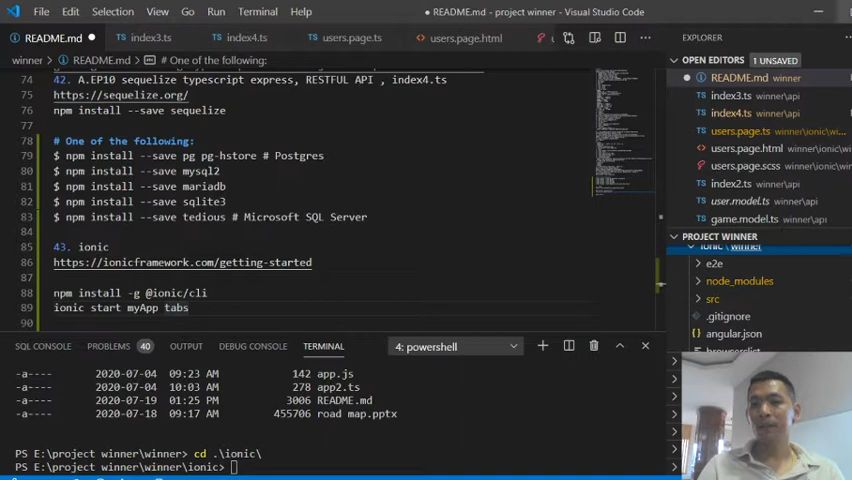 File Edit Selection View Go Run Terminal Help
● README.md - project winner - Visual Studio Code
README.md index3.ts index4.ts users.page.ts users.page.html
winner > README.md > # One of the following:
74 42. A.EP10 sequelize typescript express, RESTFUL API , index4.ts
75 https://sequelize.org/
76 npm install --save sequelize
77
78 # One of the following:
79 $ npm install --save pg pg-hstore # Postgres
80 $ npm install --save mysql2
81 $ npm install --save mariadb
82 $ npm install --save sqlite3
83 $ npm install --save tedious # Microsoft SQL Server
84
85 43. ionic
86 https://ionicframework.com/getting-started
87
88 npm install -g @ionic/cli
89 ionic start myApp tabs
90
SQL CONSOLE PROBLEMS 40 OUTPUT DEBUG CONSOLE TERMINAL 4: powershell
-a---- 2020-07-04 09:23 AM 142 app.js
-a---- 2020-07-04 10:03 AM 278 app2.ts
-a---- 2020-07-19 01:25 PM 3006 README.md
-a---- 2020-07-18 09:17 AM 455706 road map.pptx
PS E:\project winner\winner> cd .\ionic\
PS E:\project winner\winner\ionic>
EXPLORER
OPEN EDITORS 1 UNSAVED
README.md winner
index3.ts winner\api
index4.ts winner\api
users.page.ts winner\ionic\wi...
users.page.html winner\ionic\w...
users.page.scss winner\ionic\w...
index2.ts winner\api
user.model.ts winner\api
game.model.ts winner\api
PROJECT WINNER
ionic \ winner
e2e
node_modules
src
.gitignore
angular.json
browserslist